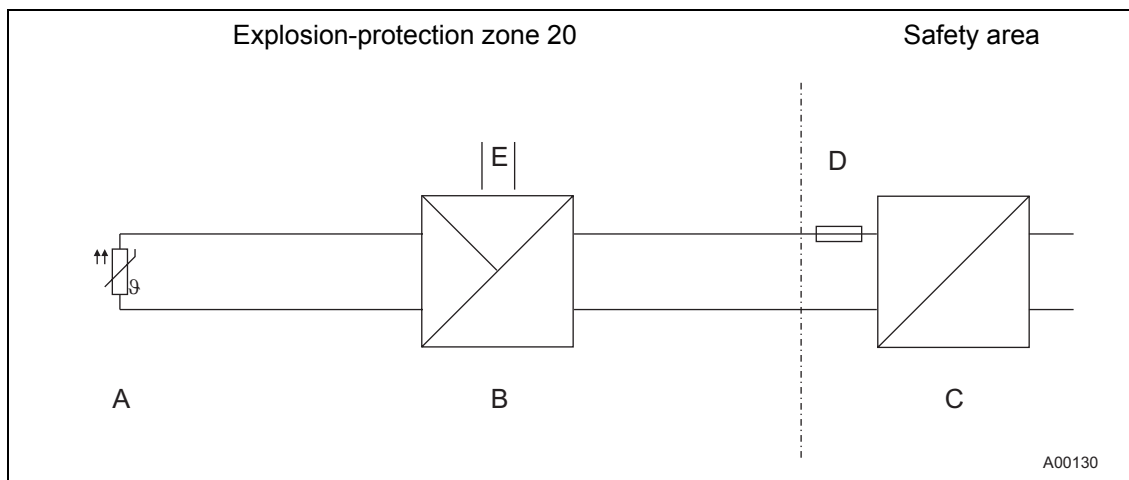 Explosion-protection zone 20 Safety area
E
D
ϑ
A B C
A00130